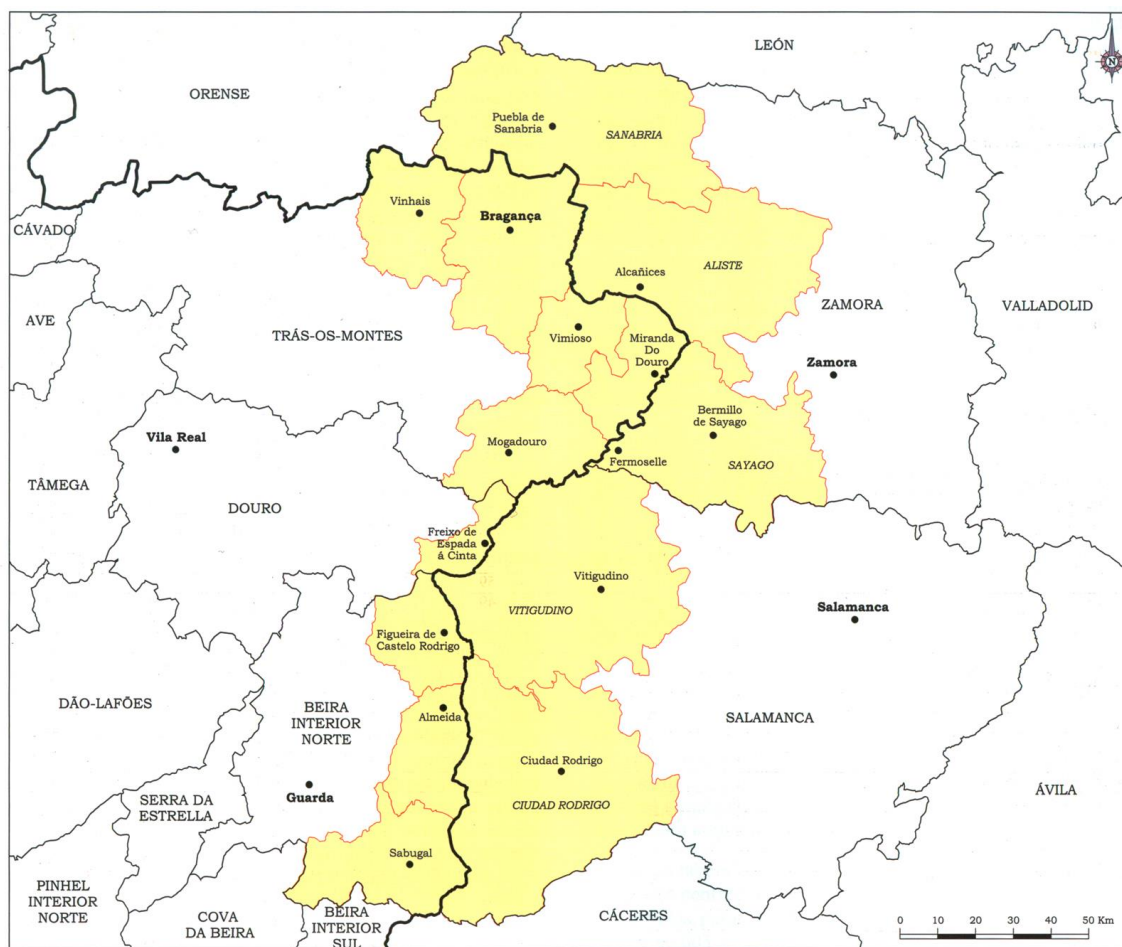 LEÓN
N
ORENSE
Puebla de
Sanabria
SANABRIA
Vinhais
Bragança
CÁVADO
ALISTE
Alcañices
ZAMORA
VALLADOLID
AVE
TRÁS-OS-MONTES
Vimioso
Miranda
Do
Douro
Zamora
Bermillo
de Sayago
Vila Real
Mogadouro
Fermoselle
SAYAGO
TÂMEGA
DOURO
Freixo de
Espada
á Cinta
Vitigudino
VITIGUDINO
Salamanca
Figueira de
Castelo Rodrigo
DÃO-LAFÕES
BEIRA
INTERIOR
NORTE
Almeida
SALAMANCA
Ciudad Rodrigo
CIUDAD RODRIGO
Guarda
ÁVILA
SERRA DA
ESTRELLA
Sabugal
PINHEL
INTERIOR
NORTE
COVA
DA BEIRA
BEIRA
INTERIOR
SUL
CÁCERES
0 10 20 30 40 50 Km